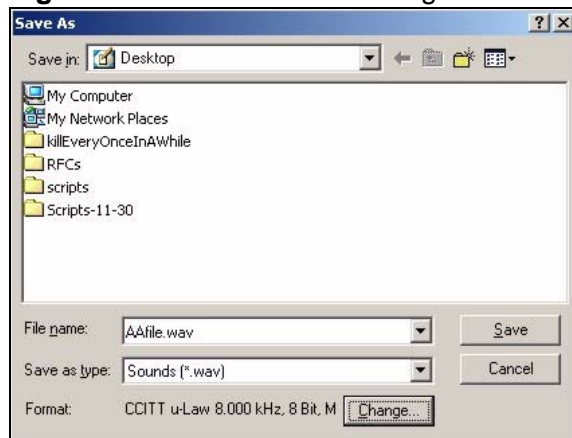 Save As
Save in: Desktop
My Computer
My Network Places
killEveryOnceInAWhile
RFCs
scripts
Scripts-11-30
File name: AAfile.wav Save
Save as type: Sounds (*.wav) Cancel
Format: CCITT u-Law 8.000 kHz, 8 Bit, M Change...